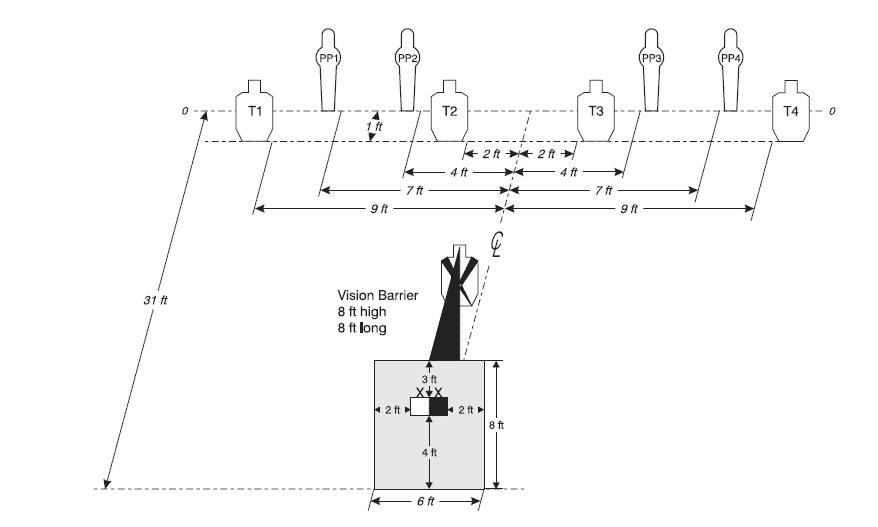 PP1
PP2
PP3
PP4
0
T1
T2
T3
T4
0
1 ft
2 ft
2 ft
4 ft
4 ft
7 ft
7 ft
9 ft
9 ft
CL
31 ft
Vision Barrier
8 ft high
8 ft long
3 ft
X X
2 ft
2 ft
8 ft
4 ft
6 ft